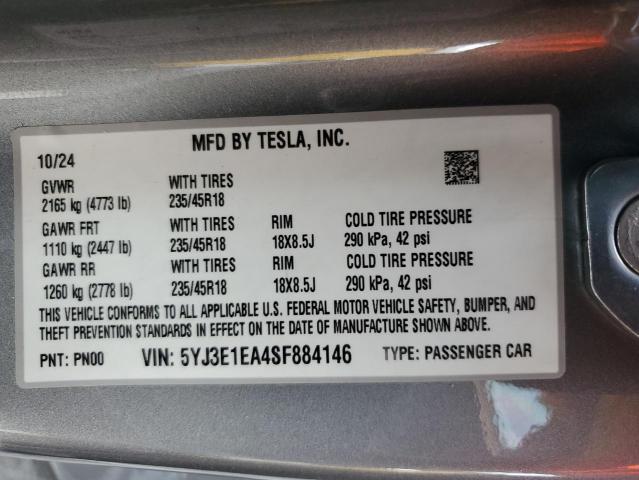 MFD BY TESLA, INC.
10/24
GVWR WITH TIRES
2165 kg (4773 lb) 235/45R18
GAWR FRT WITH TIRES RIM COLD TIRE PRESSURE
1110 kg (2447 lb) 235/45R18 18X8.5J 290 kPa, 42 psi
GAWR RR WITH TIRES RIM COLD TIRE PRESSURE
1260 kg (2778 lb) 235/45R18 18X8.5J 290 kPa, 42 psi
THIS VEHICLE CONFORMS TO ALL APPLICABLE U.S. FEDERAL MOTOR VEHICLE SAFETY, BUMPER, AND
THEFT PREVENTION STANDARDS IN EFFECT ON THE DATE OF MANUFACTURE SHOWN ABOVE.
PNT: PN00 VIN: 5YJ3E1EA4SF884146 TYPE: PASSENGER CAR